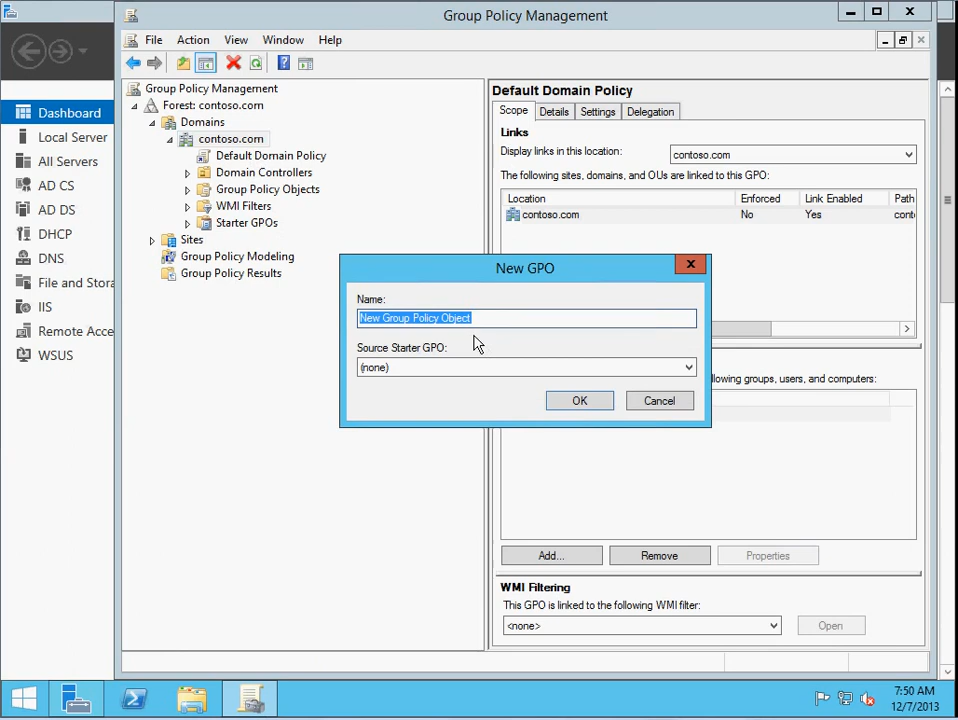 Group Policy Management
File Action View Window Help
Dashboard
Local Server
All Servers
AD CS
AD DS
DHCP
DNS
File and Stora
IIS
Remote Acce
WSUS
Group Policy Management
Forest: contoso.com
Domains
contoso.com
Default Domain Policy
Domain Controllers
Group Policy Objects
WMI Filters
Starter GPOs
Sites
Group Policy Modeling
Group Policy Results
Default Domain Policy
Scope Details Settings Delegation
Links
Display links in this location: contoso.com
The following sites, domains, and OUs are linked to this GPO:
Location Enforced Link Enabled Path
contoso.com No Yes cont
New GPO
Name:
New Group Policy Object
Source Starter GPO:
(none)
OK Cancel
llowing groups, users, and computers:
Add... Remove Properties
WMI Filtering
This GPO is linked to the following WMI filter:
<none> Open
7:50 AM
12/7/2013